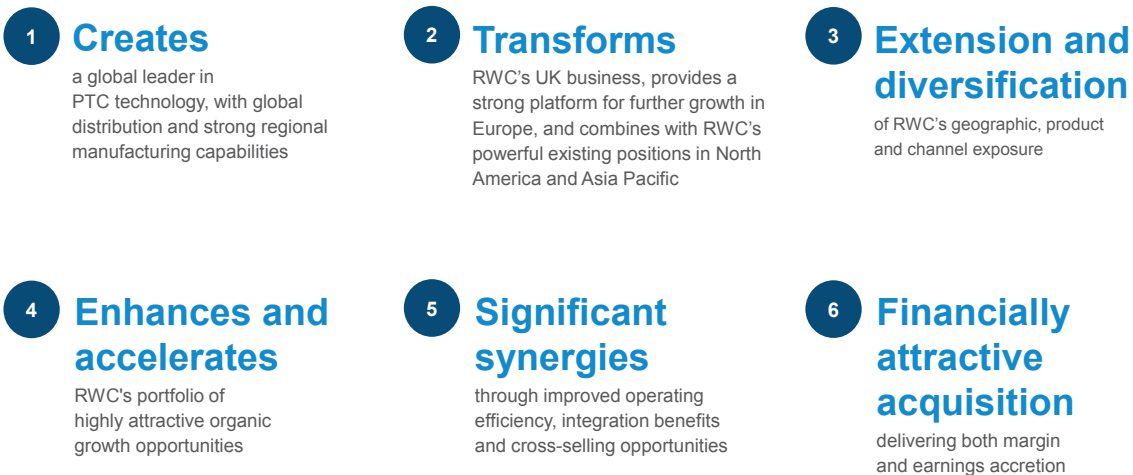 1
Creates
a global leader in
PTC technology, with global
distribution and strong regional
manufacturing capabilities
2
Transforms
RWC’s UK business, provides a
strong platform for further growth in
Europe, and combines with RWC’s
powerful existing positions in North
America and Asia Pacific
3
Extension and
diversification
of RWC’s geographic, product
and channel exposure
4
Enhances and
accelerates
RWC's portfolio of
highly attractive organic
growth opportunities
5
Significant
synergies
through improved operating
efficiency, integration benefits
and cross-selling opportunities
6
Financially
attractive
acquisition
delivering both margin
and earnings accretion